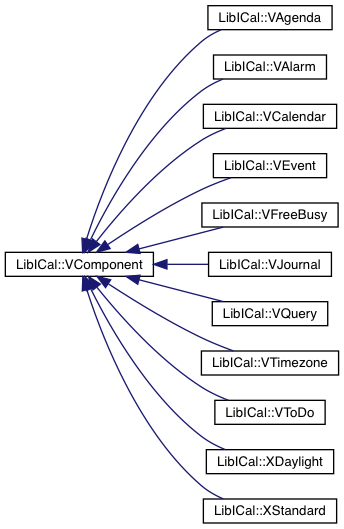 LibICal::VAgenda
LibICal::VAlarm
LibICal::VCalendar
LibICal::VEvent
LibICal::VFreeBusy
LibICal::VComponent
LibICal::VJournal
LibICal::VQuery
LibICal::VTimezone
LibICal::VToDo
LibICal::XDaylight
LibICal::XStandard